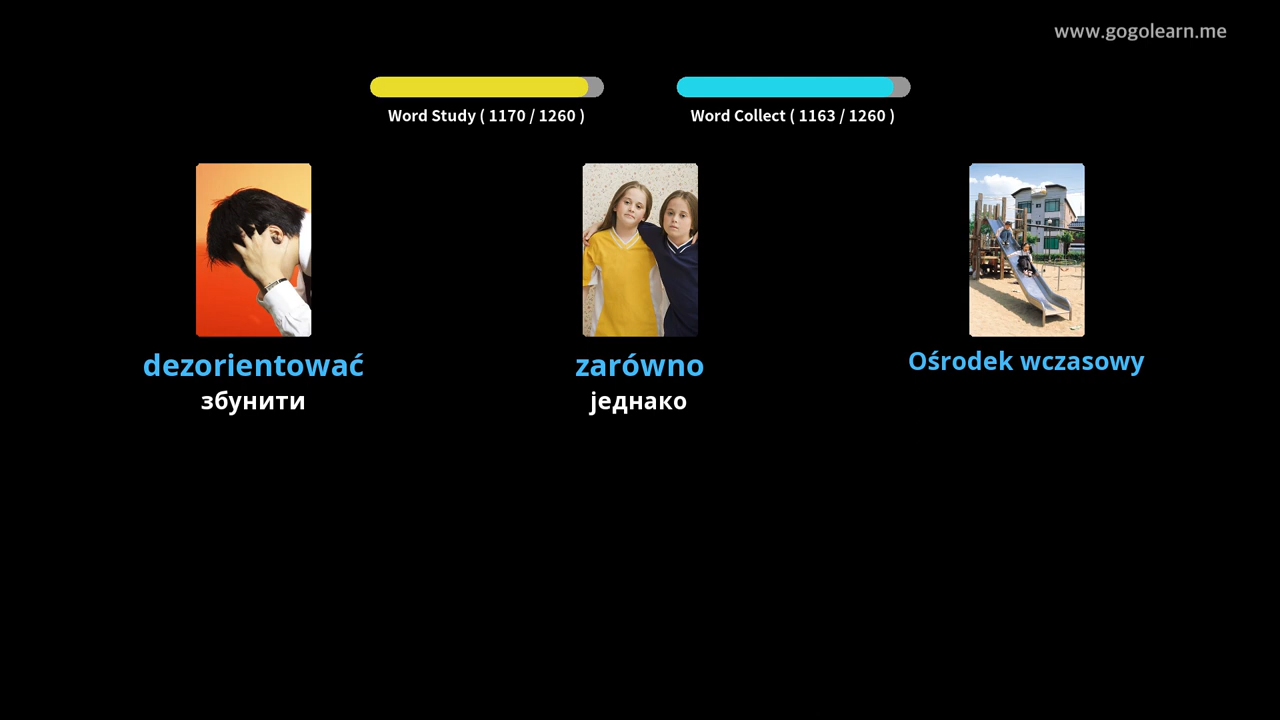 www.gogolearn.me
Word Study ( 1170 / 1260 )
Word Collect ( 1163 / 1260 )
dezorientować
збунити
zarówno
једнако
Ośrodek wczasowy